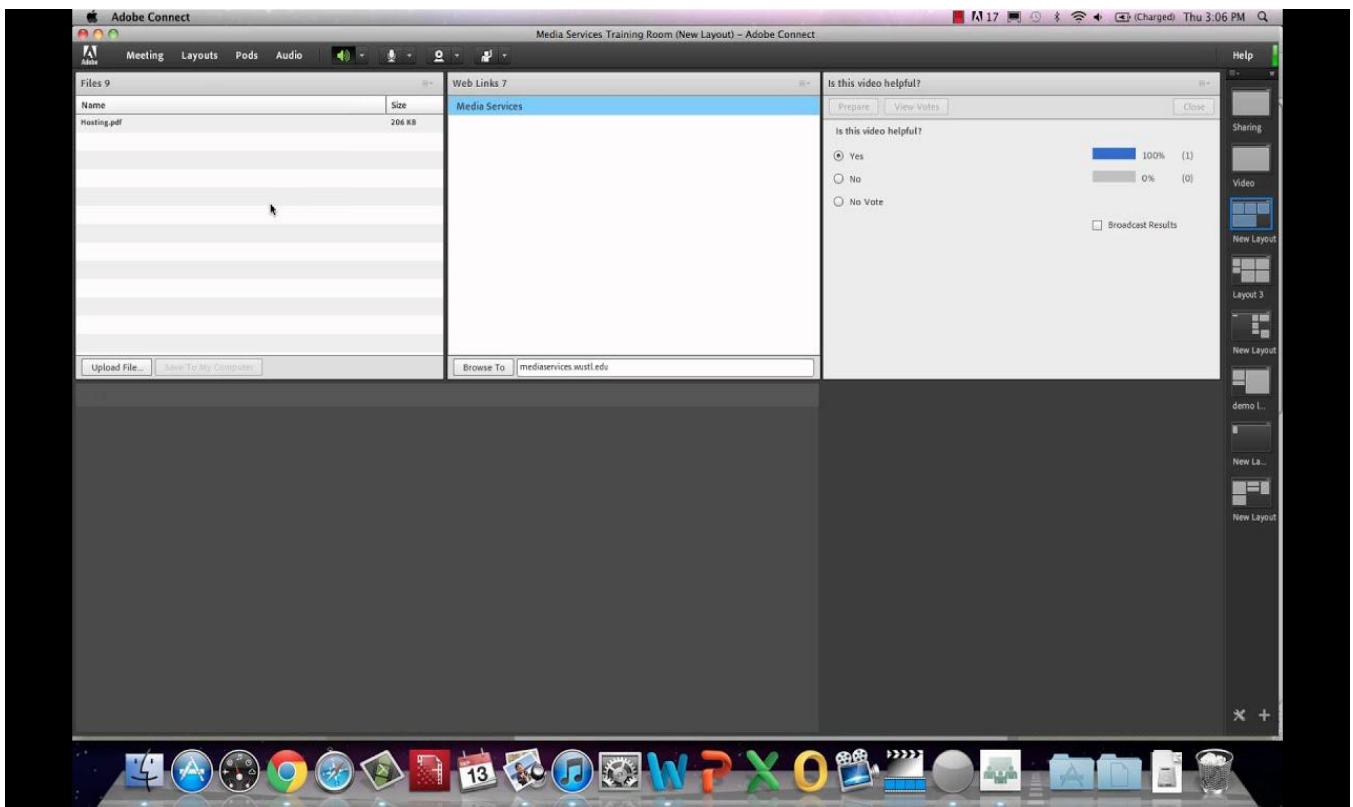 Adobe Connect
17
(Charged) Thu 3:06 PM
Media Services Training Room (New Layout) – Adobe Connect
Adobe
Meeting Layouts Pods Audio
Help
Files 9
Name Size
Hosting.pdf 206 KB
Upload File... Save To My Computer
Web Links 7
Media Services
Browse To mediaservices.wustl.edu
Is this video helpful?
Prepare View Votes Close
Is this video helpful?
Yes 100% (1)
No 0% (0)
No Vote
Broadcast Results
Sharing
Video
New Layout
Layout 3
New Layout
demo l...
New La...
New Layout
13